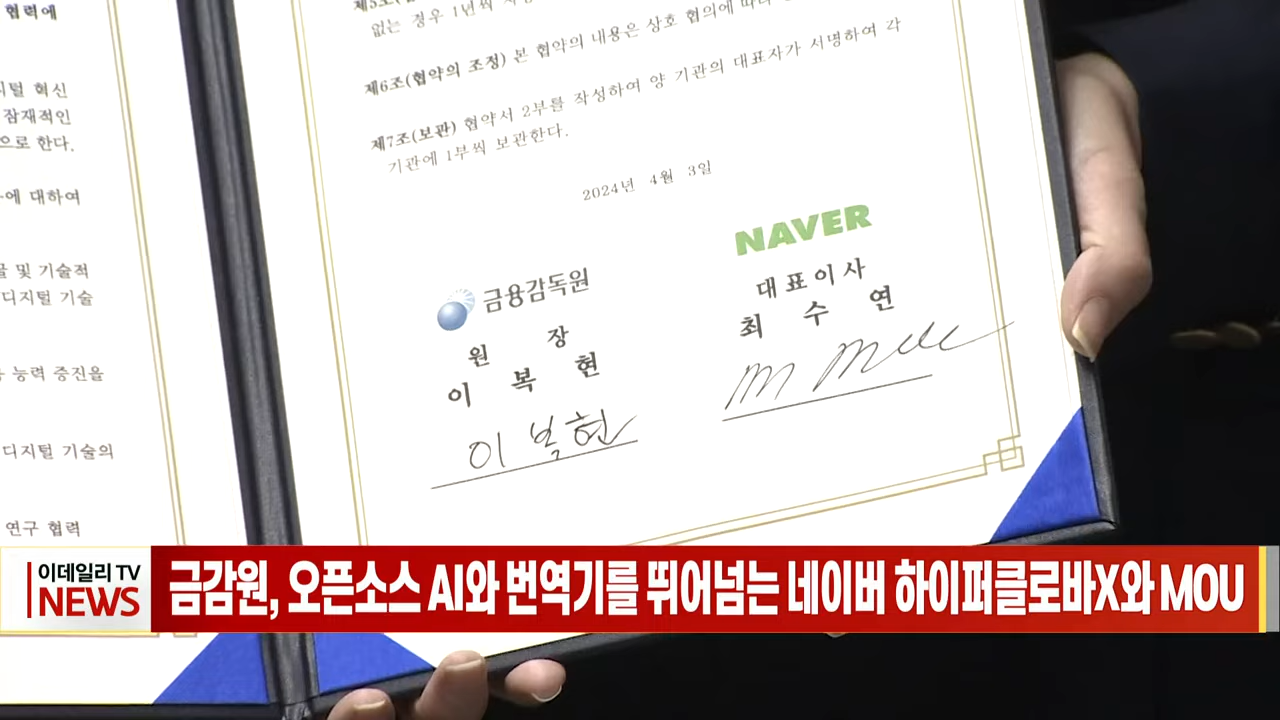 협력에
디지털 혁신
잠재적인
으로 한다.
에 대하여
및 기술적
디지털 기술
능력 증진을
디지털 기술의
연구 협력
없는 경우 1년씩
제6조(협약의 조정) 본 협약의 내용은 상호 협의에 따라
제7조(보관) 협약서 2부를 작성하여 양 기관의 대표자가 서명하여 각
기관에 1부씩 보관한다.
2024년 4월 3일
NAVER
대표이사
최 수 연
금융감독원
원 장
이 복 현
이복현
이데일리 TV
NEWS
금감원, 오픈소스 AI와 번역기를 뛰어넘는 네이버 하이퍼클로바X와 MOU